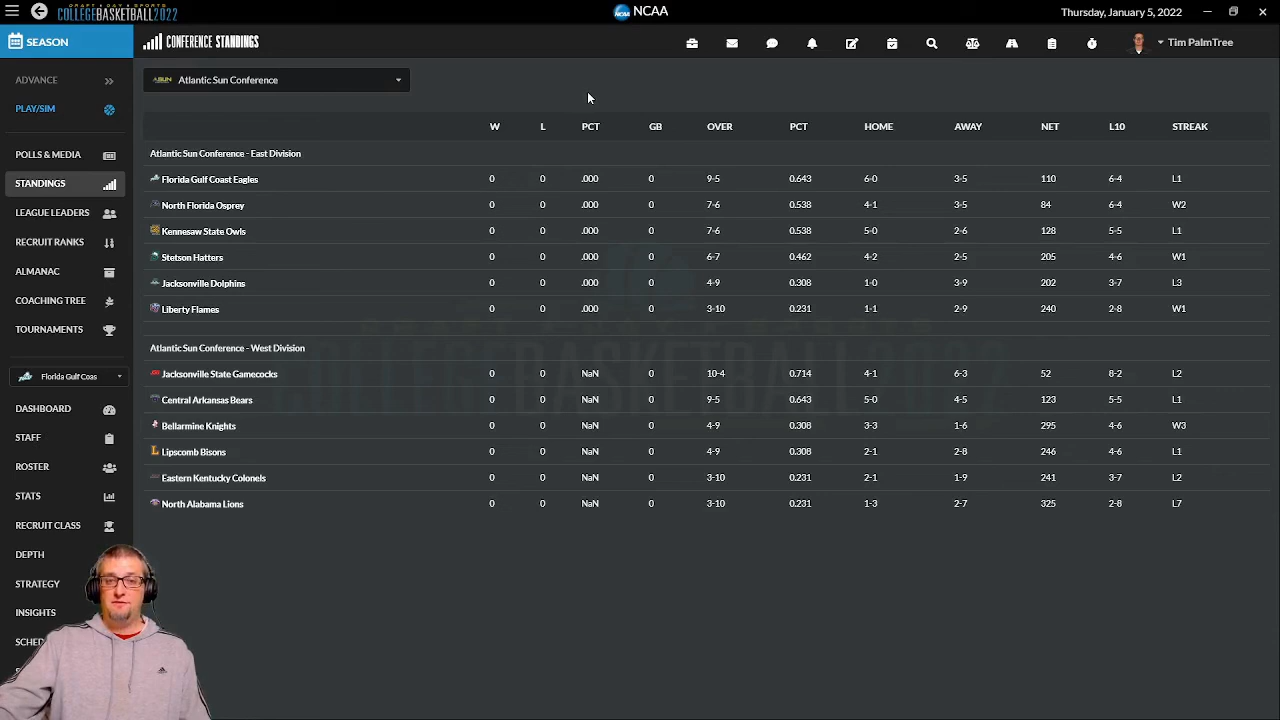 DRAFT DAY SPORTS
COLLEGE BASKETBALL 2022
NCAA
Thursday, January 5, 2022
SEASON
CONFERENCE STANDINGS
Tim PalmTree
ADVANCE
PLAY/SIM
POLLS & MEDIA
STANDINGS
LEAGUE LEADERS
RECRUIT RANKS
ALMANAC
COACHING TREE
TOURNAMENTS
Florida Gulf Coas
DASHBOARD
STAFF
ROSTER
STATS
RECRUIT CLASS
DEPTH
STRATEGY
INSIGHTS
SCHED
ASUN Atlantic Sun Conference
W L PCT GB OVER PCT HOME AWAY NET L10 STREAK
Atlantic Sun Conference - East Division
Florida Gulf Coast Eagles 0 0 .000 0 9-5 0.643 6-0 3-5 110 6-4 L1
North Florida Osprey 0 0 .000 0 7-6 0.538 4-1 3-5 84 6-4 W2
Kennesaw State Owls 0 0 .000 0 7-6 0.538 5-0 2-6 128 5-5 L1
Stetson Hatters 0 0 .000 0 6-7 0.462 4-2 2-5 205 4-6 W1
Jacksonville Dolphins 0 0 .000 0 4-9 0.308 1-0 3-9 202 3-7 L3
Liberty Flames 0 0 .000 0 3-10 0.231 1-1 2-9 240 2-8 W1
Atlantic Sun Conference - West Division
Jacksonville State Gamecocks 0 0 NaN 0 10-4 0.714 4-1 6-3 52 8-2 L2
Central Arkansas Bears 0 0 NaN 0 9-5 0.643 5-0 4-5 123 5-5 L1
Bellarmine Knights 0 0 NaN 0 4-9 0.308 3-3 1-6 295 4-6 W3
Lipscomb Bisons 0 0 NaN 0 4-9 0.308 2-1 2-8 246 4-6 L1
Eastern Kentucky Colonels 0 0 NaN 0 3-10 0.231 2-1 1-9 241 3-7 L2
North Alabama Lions 0 0 NaN 0 3-10 0.231 1-3 2-7 325 2-8 L7
DRAFT DAY SPORTS
COLLEGE BASKETBALL 2022